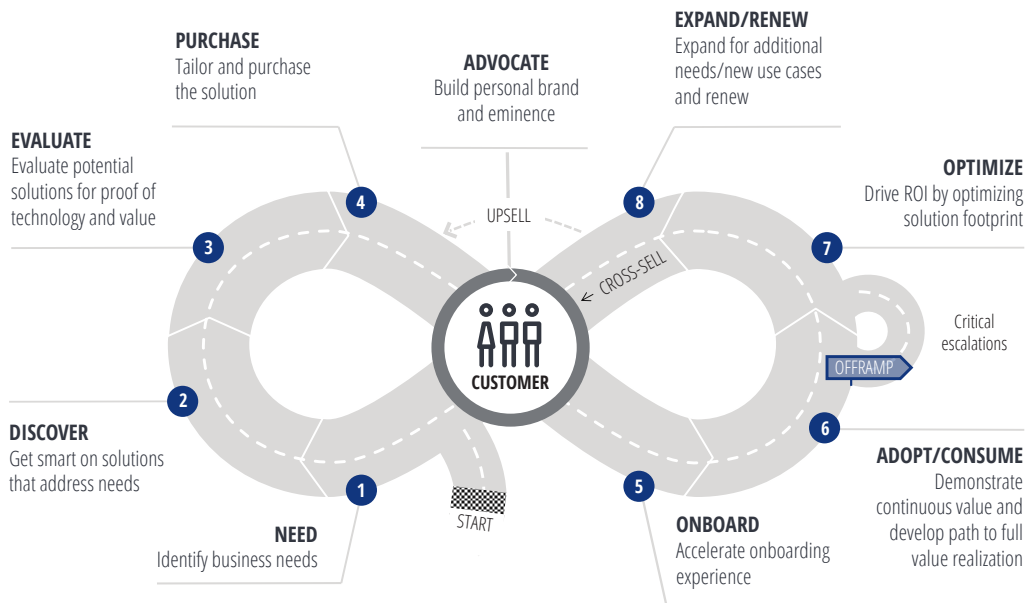 PURCHASE
Tailor and purchase
the solution
ADVOCATE
Build personal brand
and eminence
EXPAND/RENEW
Expand for additional
needs/new use cases
and renew
EVALUATE
Evaluate potential
solutions for proof of
technology and value
OPTIMIZE
Drive ROI by optimizing
solution footprint
4
8
UPSELL
3
7
CROSS-SELL
Critical
escalations
OFFRAMP
CUSTOMER
2
6
DISCOVER
Get smart on solutions
that address needs
ADOPT/CONSUME
Demonstrate
continuous value and
develop path to full
value realization
1
5
START
NEED
Identify business needs
ONBOARD
Accelerate onboarding
experience